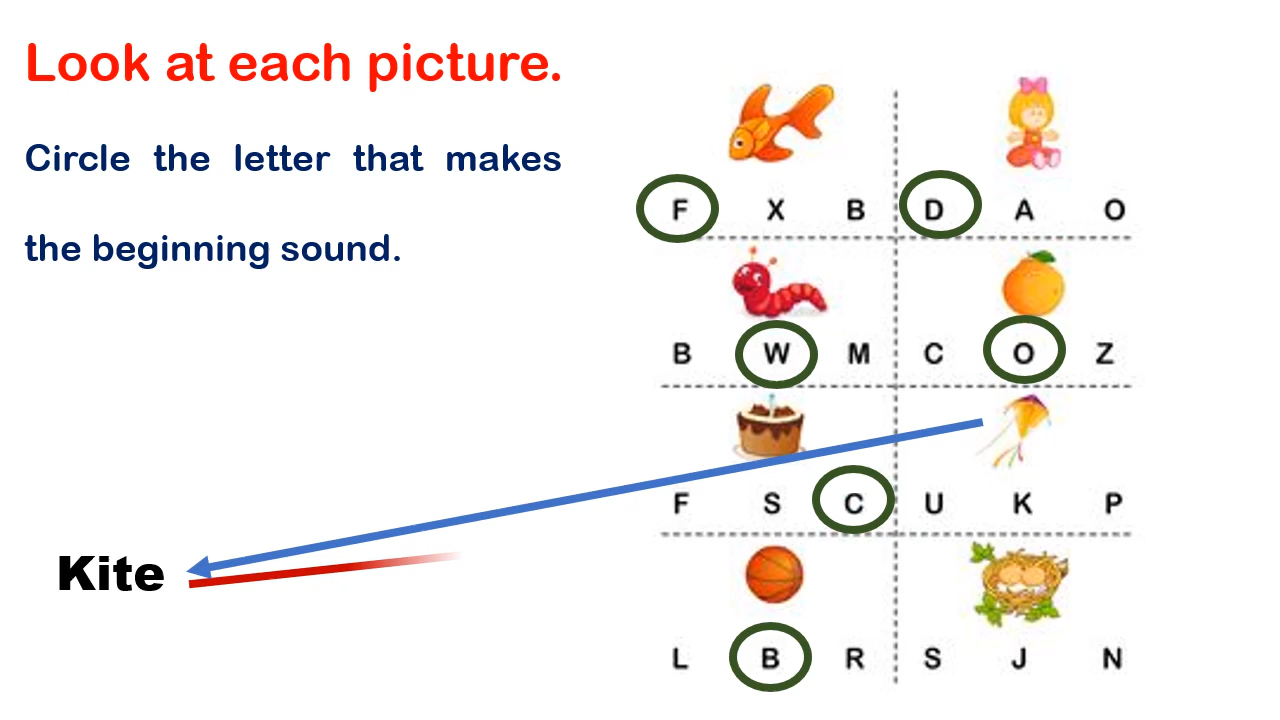 Look at each picture.
Circle the letter that makes
the beginning sound.
F X B D A O
B W M C O Z
F S C U K P
Kite
L B R S J N